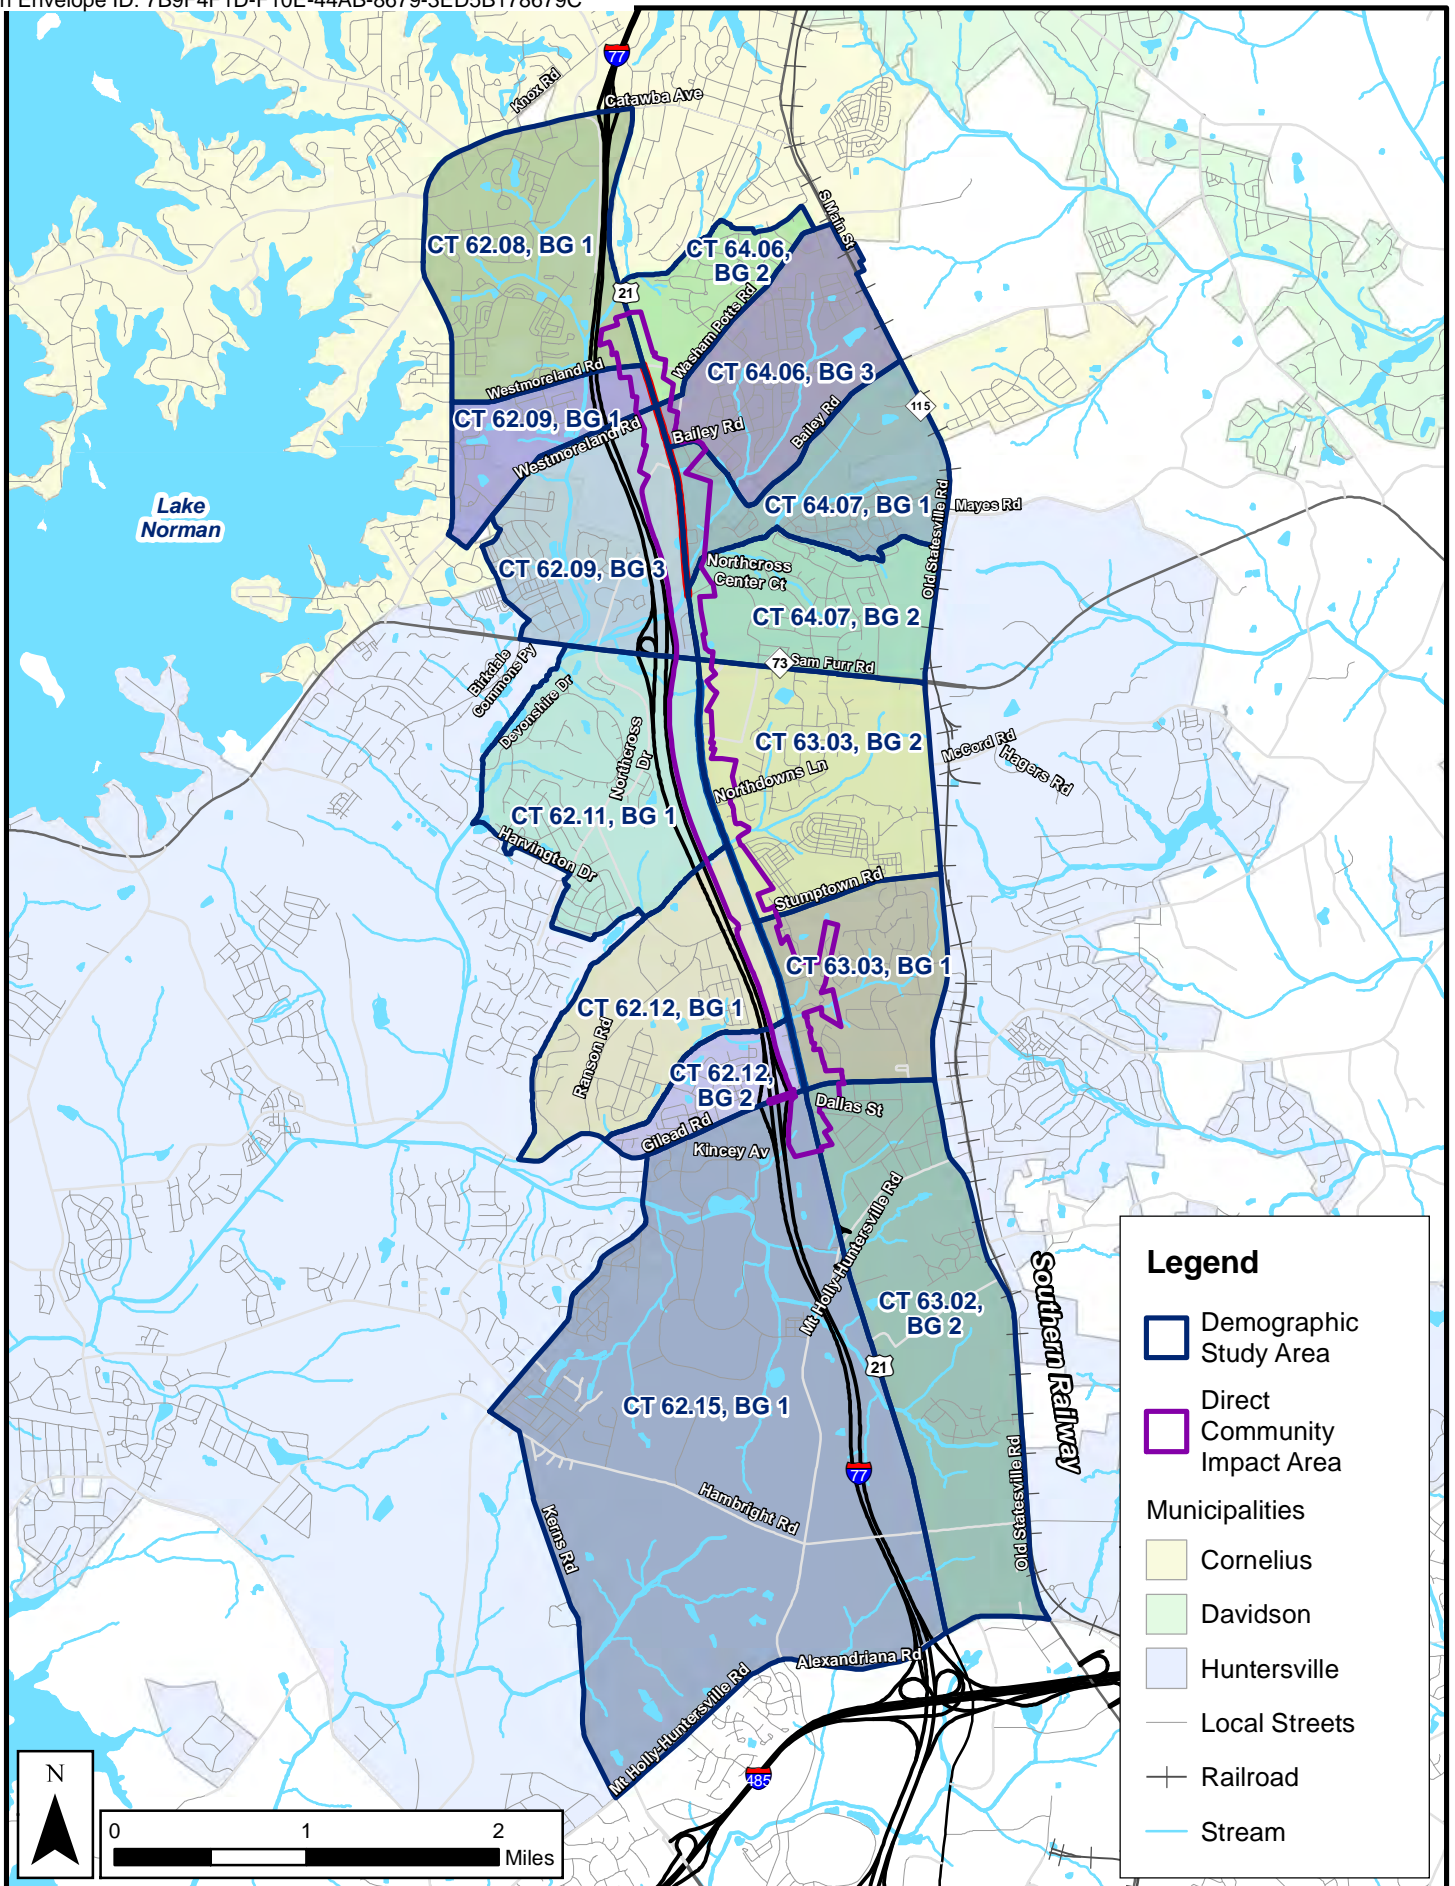 Envelope ID: 7B9F4F1D-F10E-44AB-8679-3ED5B178679C
77
Knox Rd
Catawba Ave
S Main St
CT 62.08, BG 1
CT 64.06,
BG 2
21
Washam Potts Rd
Westmoreland Rd
CT 64.06, BG 3
115
CT 62.09, BG 1
Westmoreland Rd
Bailey Rd
Bailey Rd
Lake
Norman
CT 64.07, BG 1
Mayes Rd
Old Statesville Rd
CT 62.09, BG 3
Northcross
Center Ct
CT 64.07, BG 2
Birkdale
Commons Py
73
Sam Furr Rd
Devonshire Dr
Northcross
Dr
CT 63.03, BG 2
McCord Rd
Hagers Rd
Northdowns Ln
CT 62.11, BG 1
Harvington Dr
Stumptown Rd
CT 63.03, BG 1
CT 62.12, BG 1
Ranson Rd
CT 62.12,
BG 2
Dallas St
Gilead Rd
Kincey Av
Mt Holly-Huntersville Rd
CT 63.02,
BG 2
Southern Railway
21
CT 62.15, BG 1
77
Hambright Rd
Kerns Rd
Old Statesville Rd
Alexandriana Rd
Mt Holly-Huntersville Rd
485
Legend
Demographic
Study Area
Direct
Community
Impact Area
Municipalities
Cornelius
Davidson
Huntersville
Local Streets
Railroad
Stream
N
0 1 2
Miles